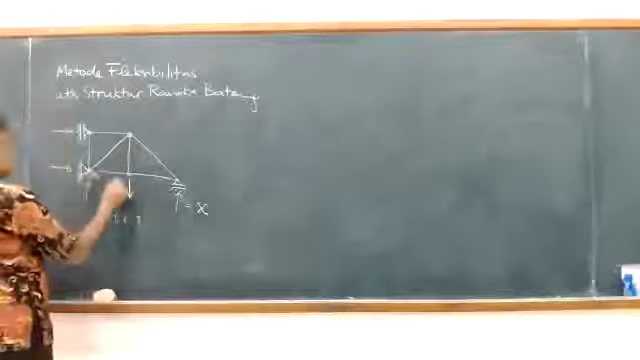 Metode Fleksibilitas
utk Struktur Rangka Batang
= X